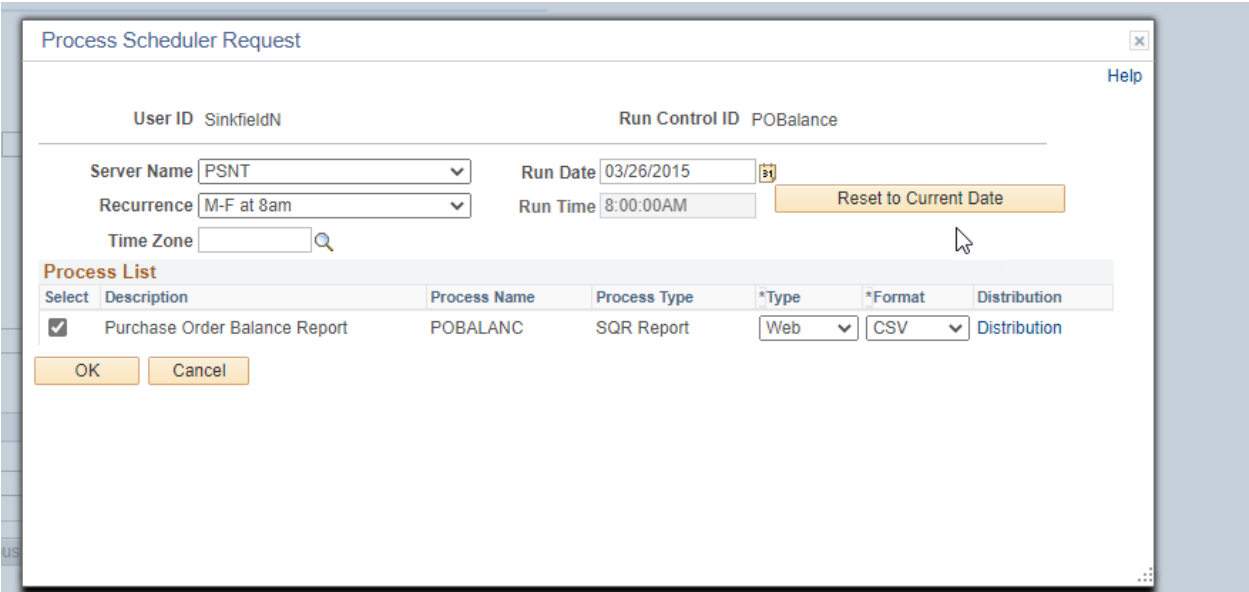 Process Scheduler Request
Help
User ID SinkfieldN Run Control ID POBalance
Server Name PSNT Run Date 03/26/2015 31
Recurrence M-F at 8am Run Time 8:00:00AM Reset to Current Date
Time Zone
Process List
Select Description Process Name Process Type *Type *Format Distribution
Purchase Order Balance Report POBALANC SQR Report Web CSV Distribution
OK Cancel
us